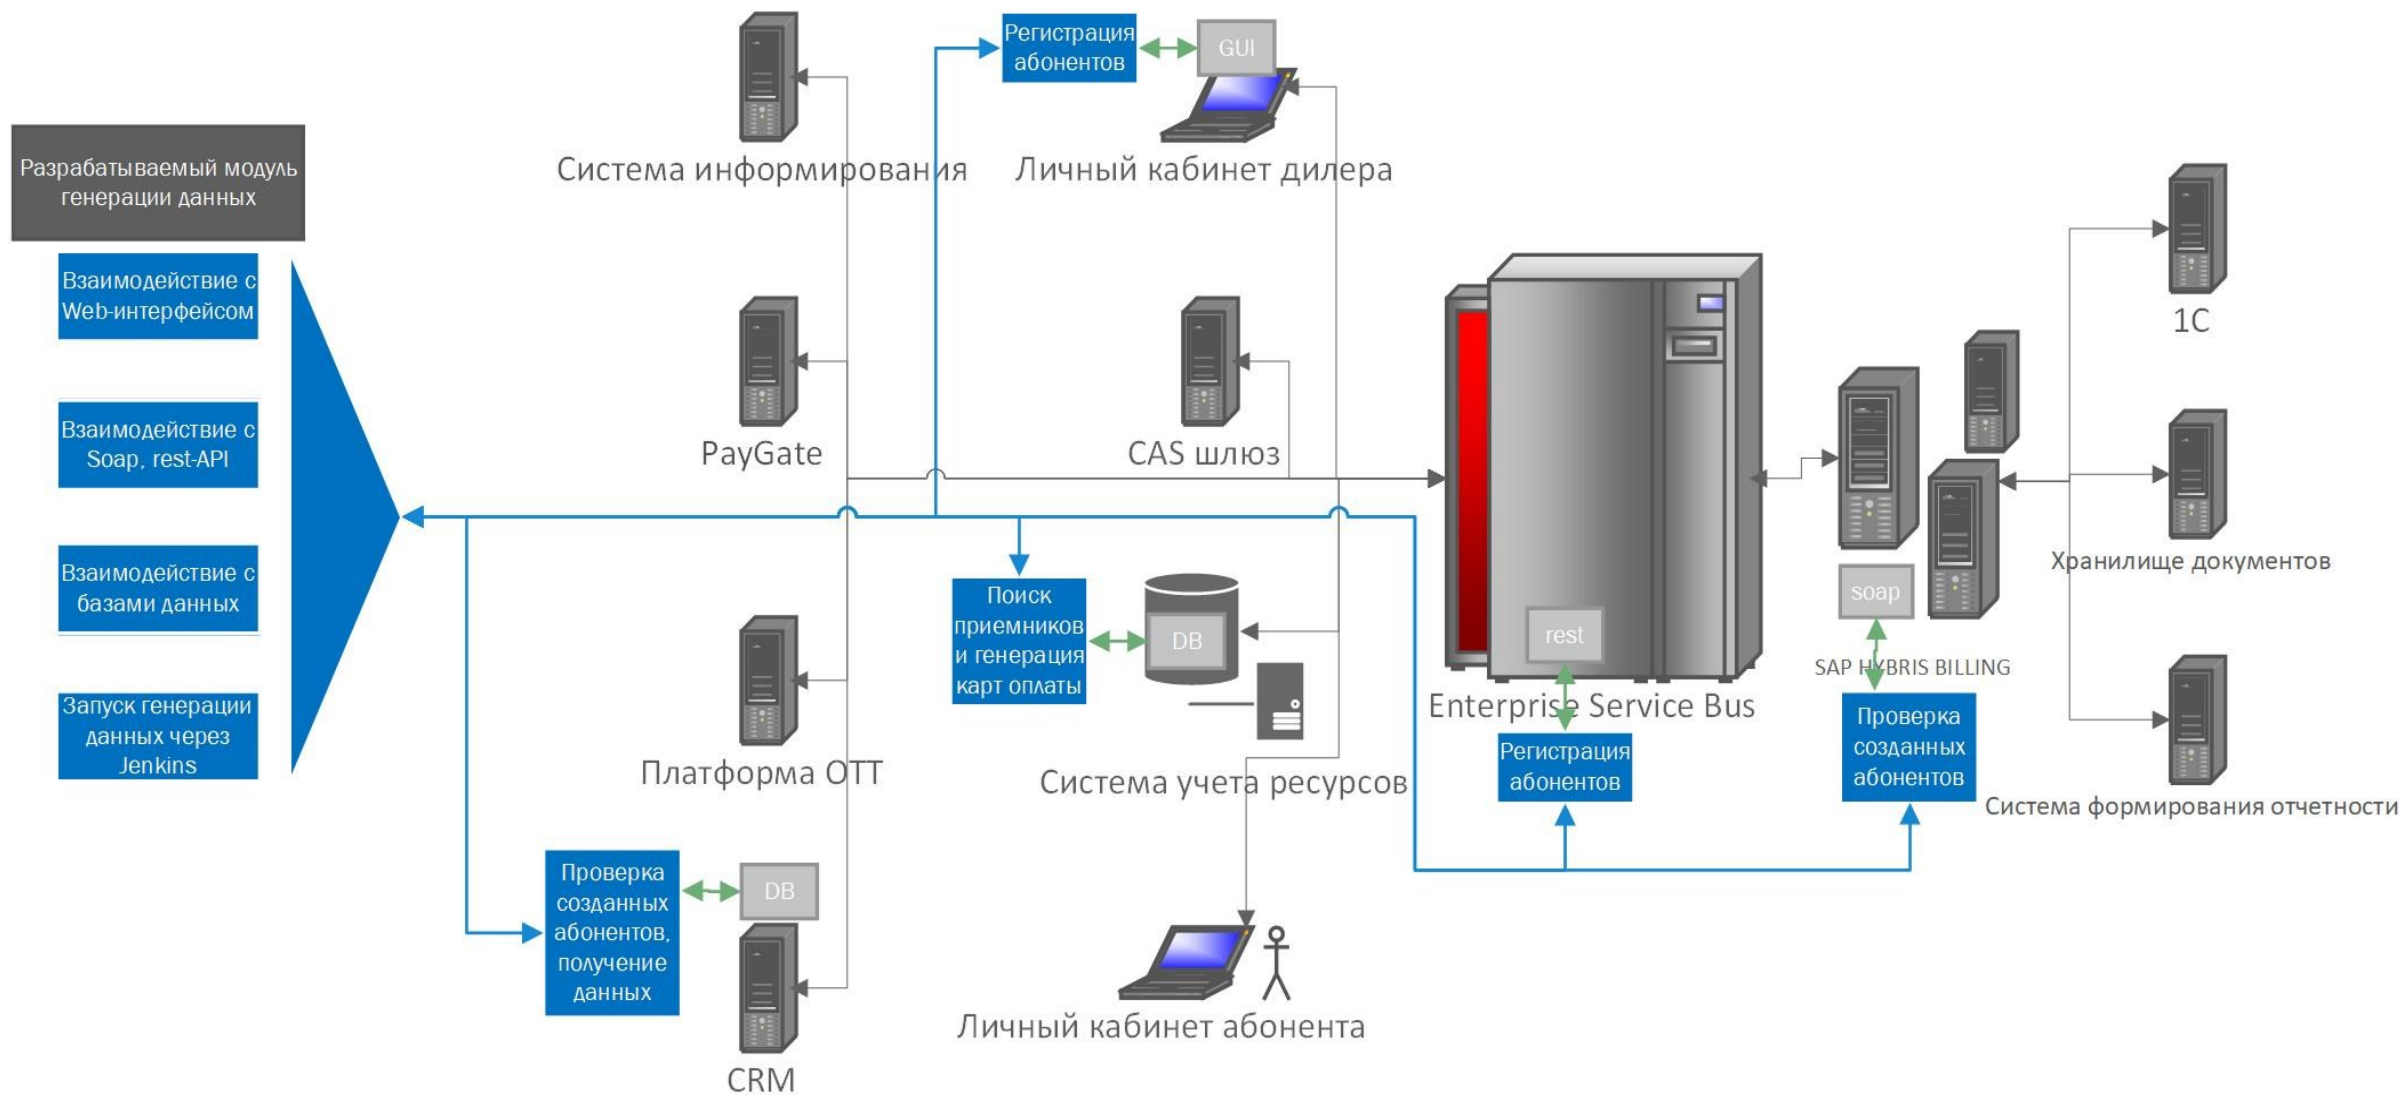 Разрабатываемый модуль
генерации данных
Взаимодействие с
Web-интерфейсом
Взаимодействие с
Soap, rest-API
Взаимодействие с
базами данных
Запуск генерации
данных через
Jenkins
Система информирования
Регистрация
абонентов
GUI
Личный кабинет дилера
PayGate
CAS шлюз
Платформа ОТТ
Поиск
приемников
и генерация
карт оплаты
DB
Система учета ресурсов
Проверка
созданных
абонентов,
получение
данных
DB
CRM
Личный кабинет абонента
rest
Enterprise Service Bus
Регистрация
абонентов
soap
SAP HYBRIS BILLING
Проверка
созданных
абонентов
1С
Хранилище документов
Система формирования отчетности